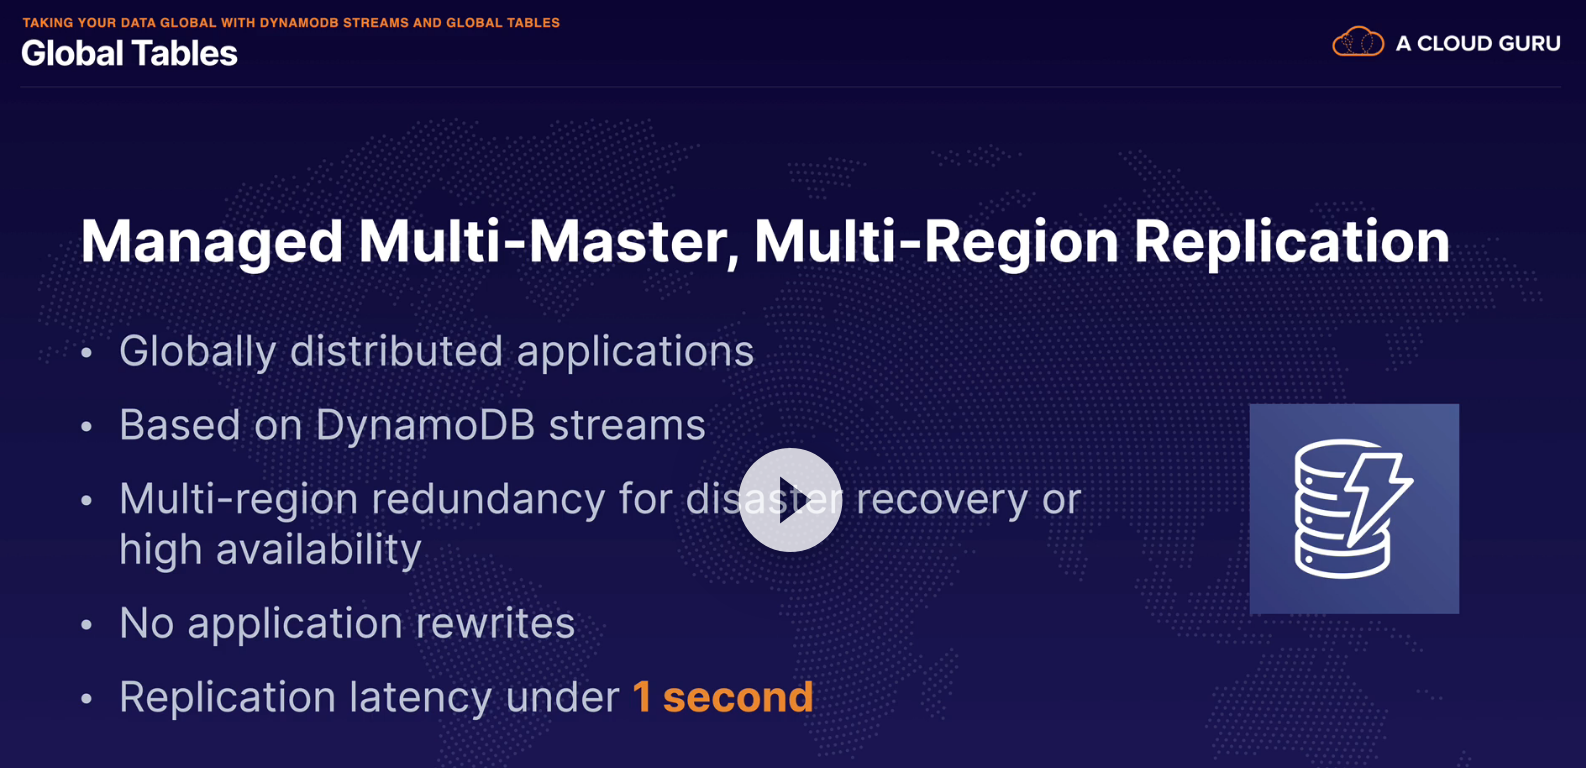 TAKING YOUR DATA GLOBAL WITH DYNAMODB STREAMS AND GLOBAL TABLES
Global Tables
A CLOUD GURU
Managed Multi-Master, Multi-Region Replication
• Globally distributed applications
• Based on DynamoDB streams
• Multi-region redundancy for disaster recovery or
high availability
• No application rewrites
• Replication latency under 1 second